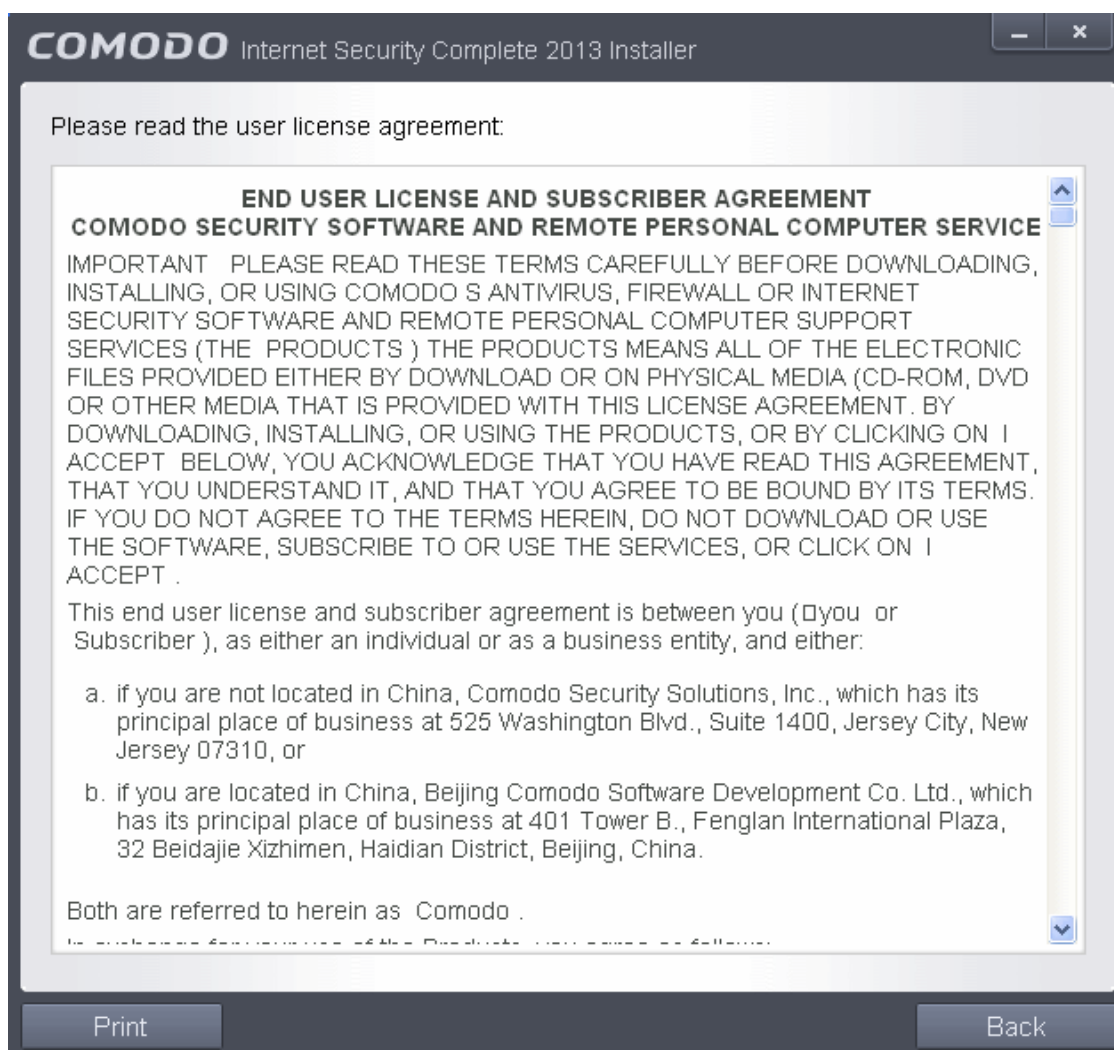 COMODO Internet Security Complete 2013 Installer
Please read the user license agreement:
END USER LICENSE AND SUBSCRIBER AGREEMENT
COMODO SECURITY SOFTWARE AND REMOTE PERSONAL COMPUTER SERVICE
IMPORTANT   PLEASE READ THESE TERMS CAREFULLY BEFORE DOWNLOADING,
INSTALLING, OR USING COMODO S ANTIVIRUS, FIREWALL OR INTERNET
SECURITY SOFTWARE AND REMOTE PERSONAL COMPUTER SUPPORT
SERVICES (THE  PRODUCTS ) THE PRODUCTS MEANS ALL OF THE ELECTRONIC
FILES PROVIDED EITHER BY DOWNLOAD OR ON PHYSICAL MEDIA (CD-ROM, DVD
OR OTHER MEDIA THAT IS PROVIDED WITH THIS LICENSE AGREEMENT. BY
DOWNLOADING, INSTALLING, OR USING THE PRODUCTS, OR BY CLICKING ON  I
ACCEPT  BELOW, YOU ACKNOWLEDGE THAT YOU HAVE READ THIS AGREEMENT,
THAT YOU UNDERSTAND IT, AND THAT YOU AGREE TO BE BOUND BY ITS TERMS.
IF YOU DO NOT AGREE TO THE TERMS HEREIN, DO NOT DOWNLOAD OR USE
THE SOFTWARE, SUBSCRIBE TO OR USE THE SERVICES, OR CLICK ON  I
ACCEPT .
This end user license and subscriber agreement is between you (□you  or
Subscriber ), as either an individual or as a business entity, and either:
a. if you are not located in China, Comodo Security Solutions, Inc., which has its
principal place of business at 525 Washington Blvd., Suite 1400, Jersey City, New
Jersey 07310, or
b. if you are located in China, Beijing Comodo Software Development Co. Ltd., which
has its principal place of business at 401 Tower B., Fenglan International Plaza,
32 Beidajie Xizhimen, Haidian District, Beijing, China.
Both are referred to herein as  Comodo .
In exchange for your use of the Products, you agree as follows:
Print
Back